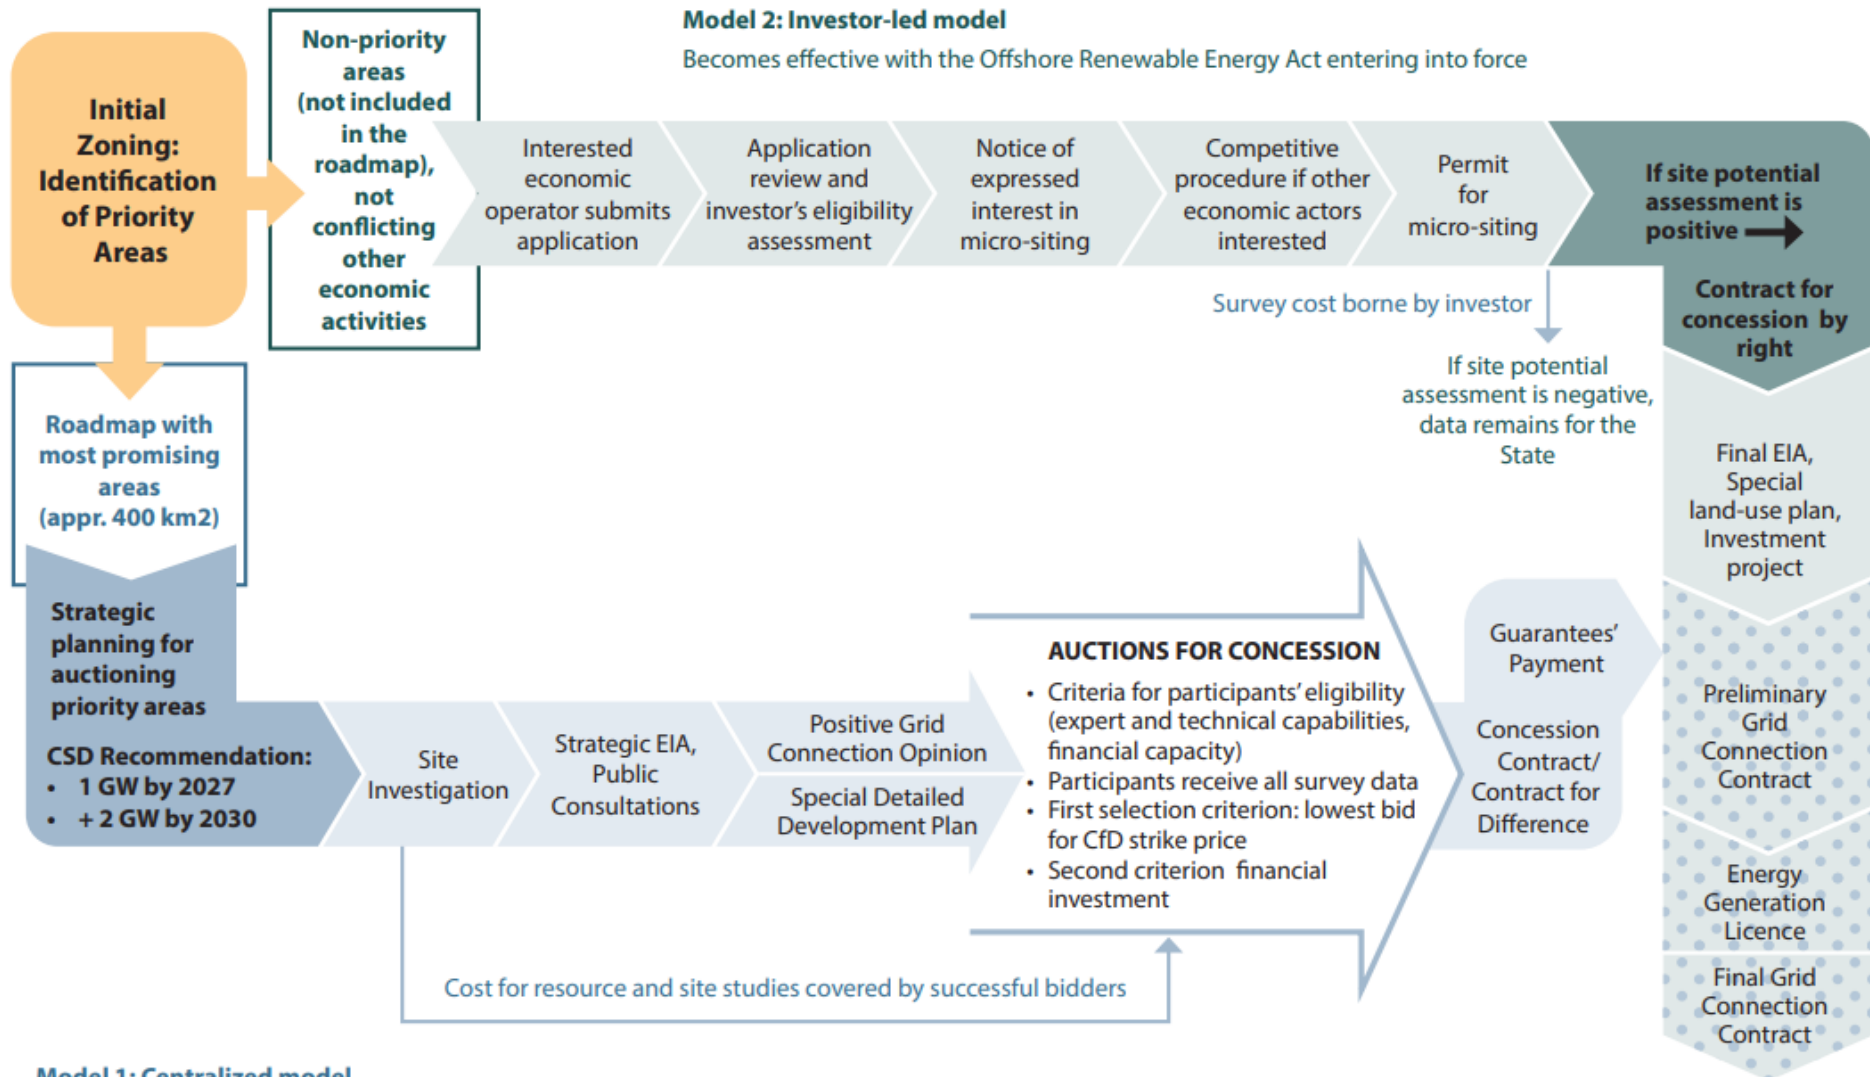 Model 2: Investor-led model
Becomes effective with the Offshore Renewable Energy Act entering into force
Initial
Zoning:
Identification
of Priority
Areas
Non-priority
areas
(not included
in the
roadmap),
not
conflicting
other
economic
activities
Interested
economic
operator submits
application
Application
review and
investor’s eligibility
assessment
Notice of
expressed
interest in
micro-siting
Competitive
procedure if other
economic actors
interested
Permit
for
micro-siting
If site potential
assessment is
positive
Contract for
concession by
right
Survey cost borne by investor
If site potential
assessment is negative,
data remains for the
State
Roadmap with
most promising
areas
(appr. 400 km2)
Strategic
planning for
auctioning
priority areas
CSD Recommendation:
• 1 GW by 2027
• + 2 GW by 2030
Site
Investigation
Strategic EIA,
Public
Consultations
Positive Grid
Connection Opinion
Special Detailed
Development Plan
AUCTIONS FOR CONCESSION
• Criteria for participants’ eligibility
(expert and technical capabilities,
financial capacity)
• Participants receive all survey data
• First selection criterion: lowest bid
for CfD strike price
• Second criterion financial
investment
Guarantees’
Payment
Concession
Contract/
Contract for
Difference
Final EIA,
Special
land-use plan,
Investment
project
Preliminary
Grid
Connection
Contract
Energy
Generation
Licence
Final Grid
Connection
Contract
Cost for resource and site studies covered by successful bidders
Model 1: Centralized model